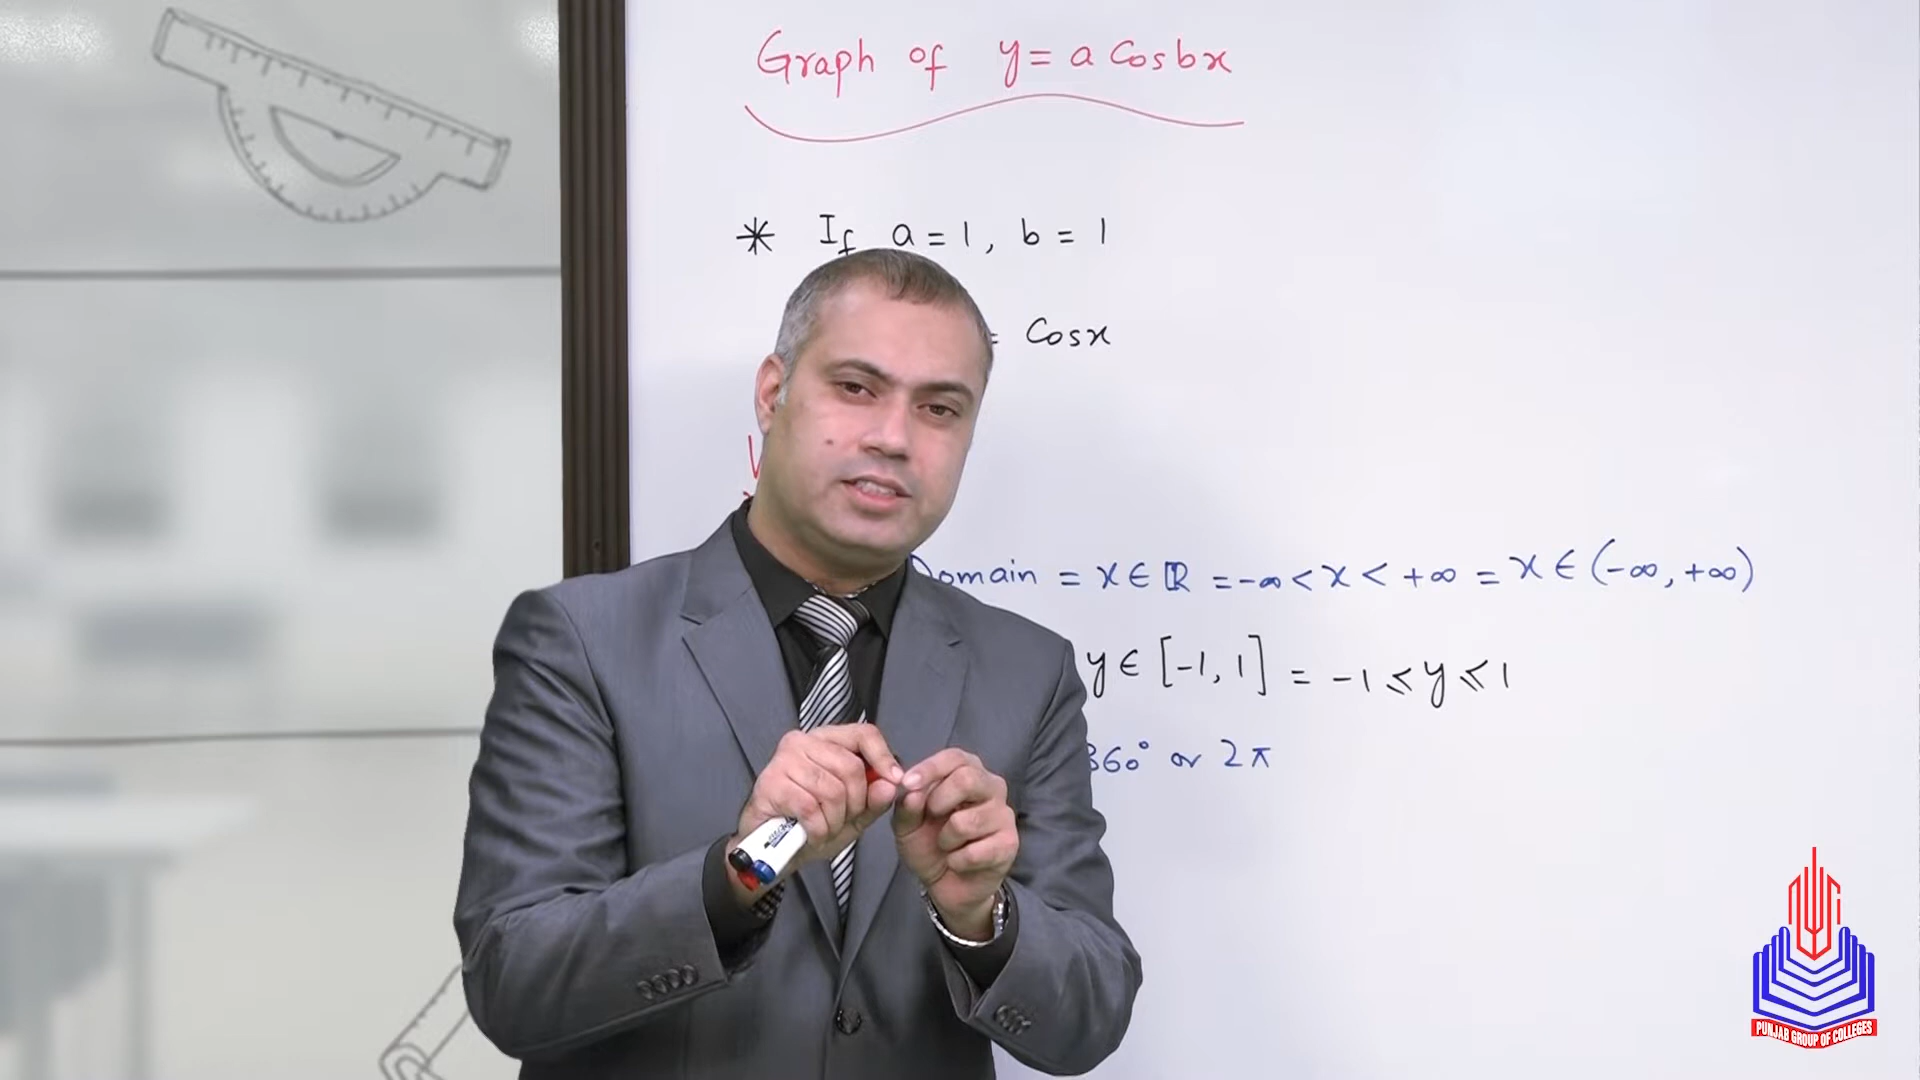 Graph of y = a Cosbx
* If a = 1, b = 1
= Cosx
Domain = x ∈ ℝ = -∞ < x < +∞ = x ∈ (-∞, +∞)
y ∈ [-1, 1] = -1 ⩽ y ⩽ 1
360° or 2π
PUNJAB GROUP OF COLLEGES